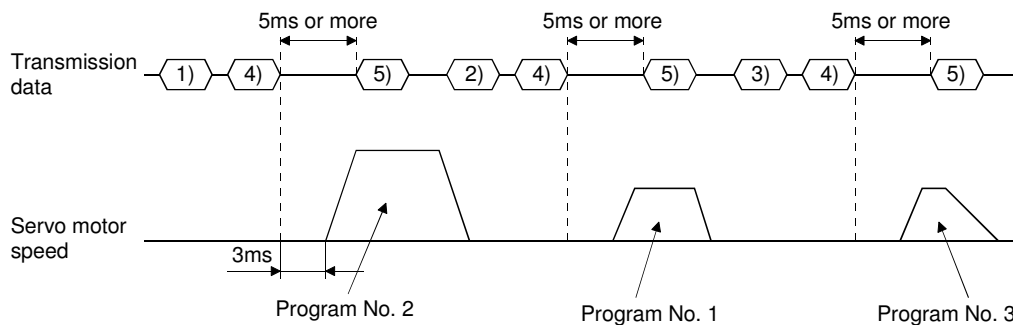 5ms or more 5ms or more 5ms or more
Transmission
data
1) 4) 5) 2) 4) 5) 3) 4) 5)
Servo motor
speed
3ms
Program No. 2 Program No. 1 Program No. 3